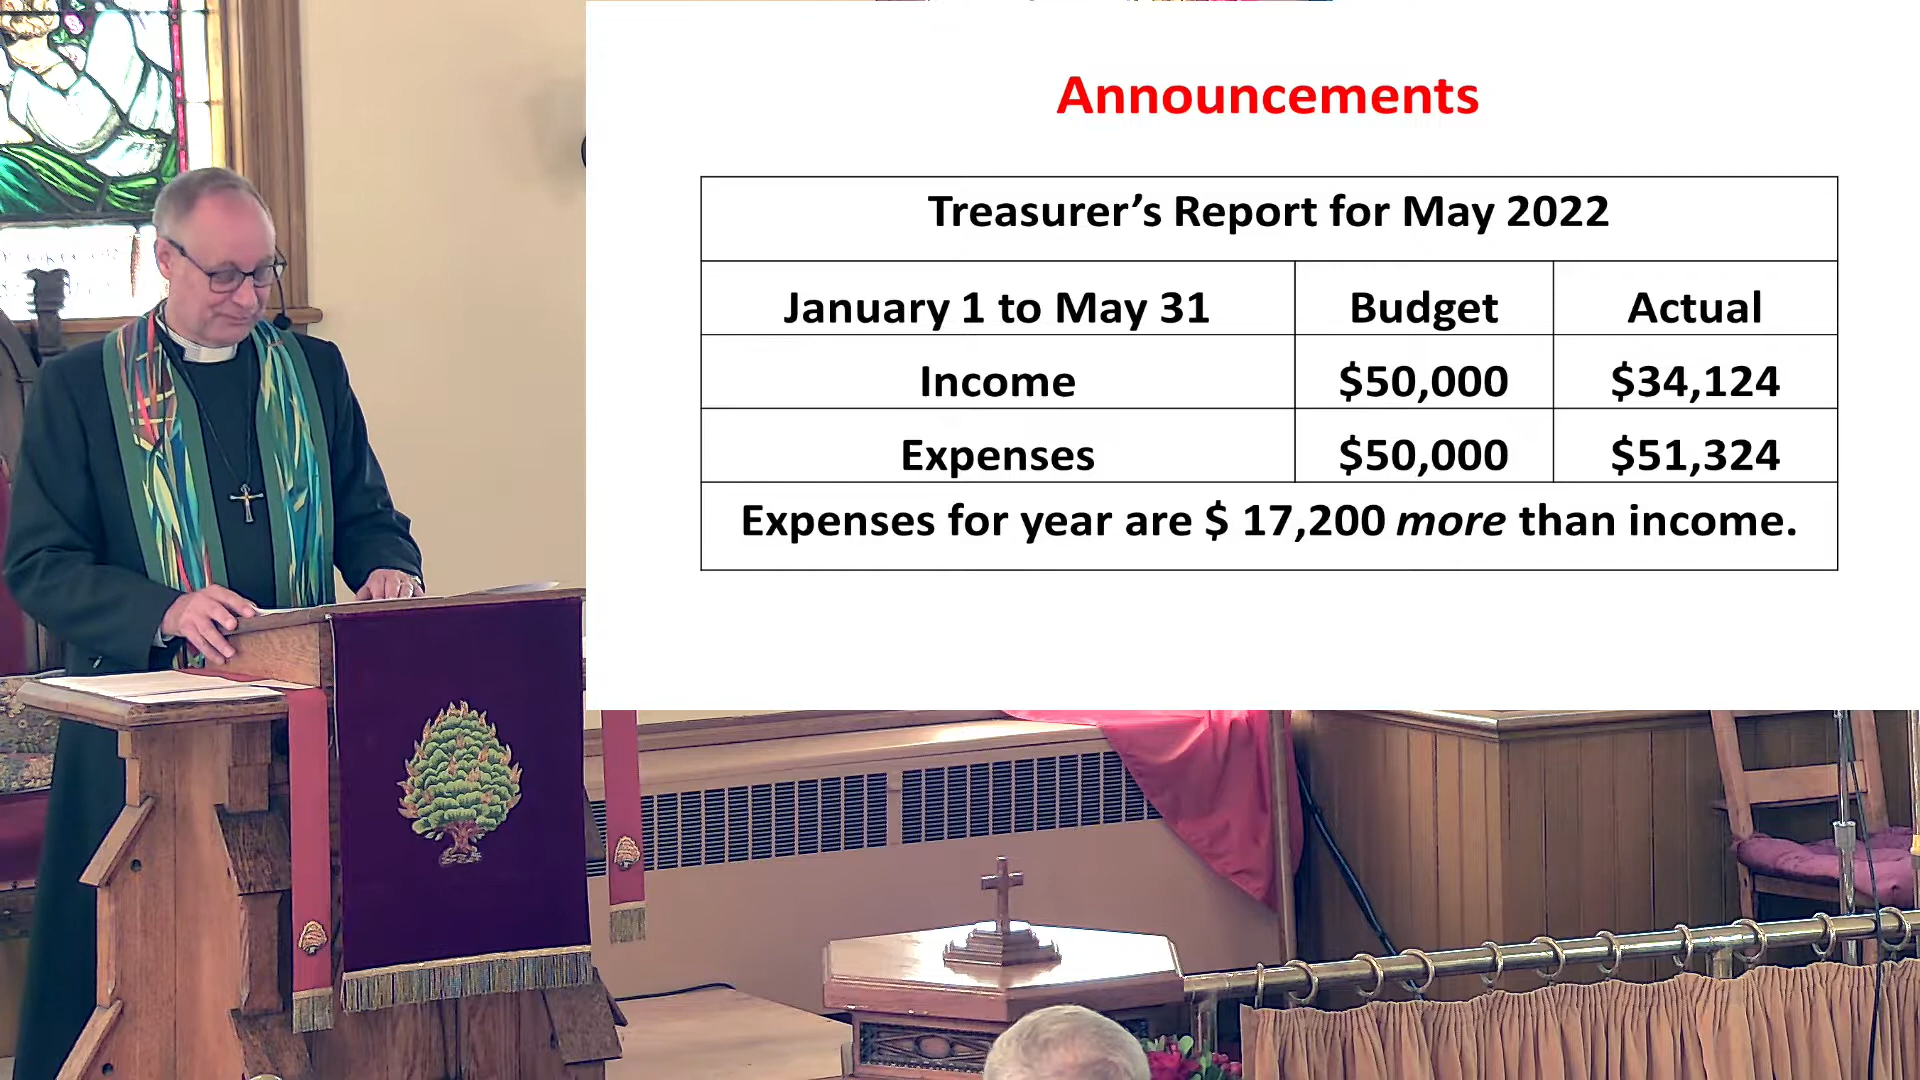 Announcements
Treasurer’s Report for May 2022
January 1 to May 31 Budget Actual
Income $50,000 $34,124
Expenses $50,000 $51,324
Expenses for year are $ 17,200 more than income.